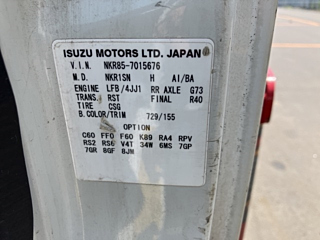 ISUZU MOTORS LTD. JAPAN
V.I.N. NKR85-7015676
M.D. NKR1SN H A1/BA
ENGINE LFB/4JJ1 RR AXLE G73
TRANS. RST FINAL R40
TIRE CSG
B.COLOR/TRIM 729/155
OPTION
C60 FF0 F60 K89 RA4 RPV
RS2 RS6 V4T 34W 6MS 7GP
7GR 8GF 8JM